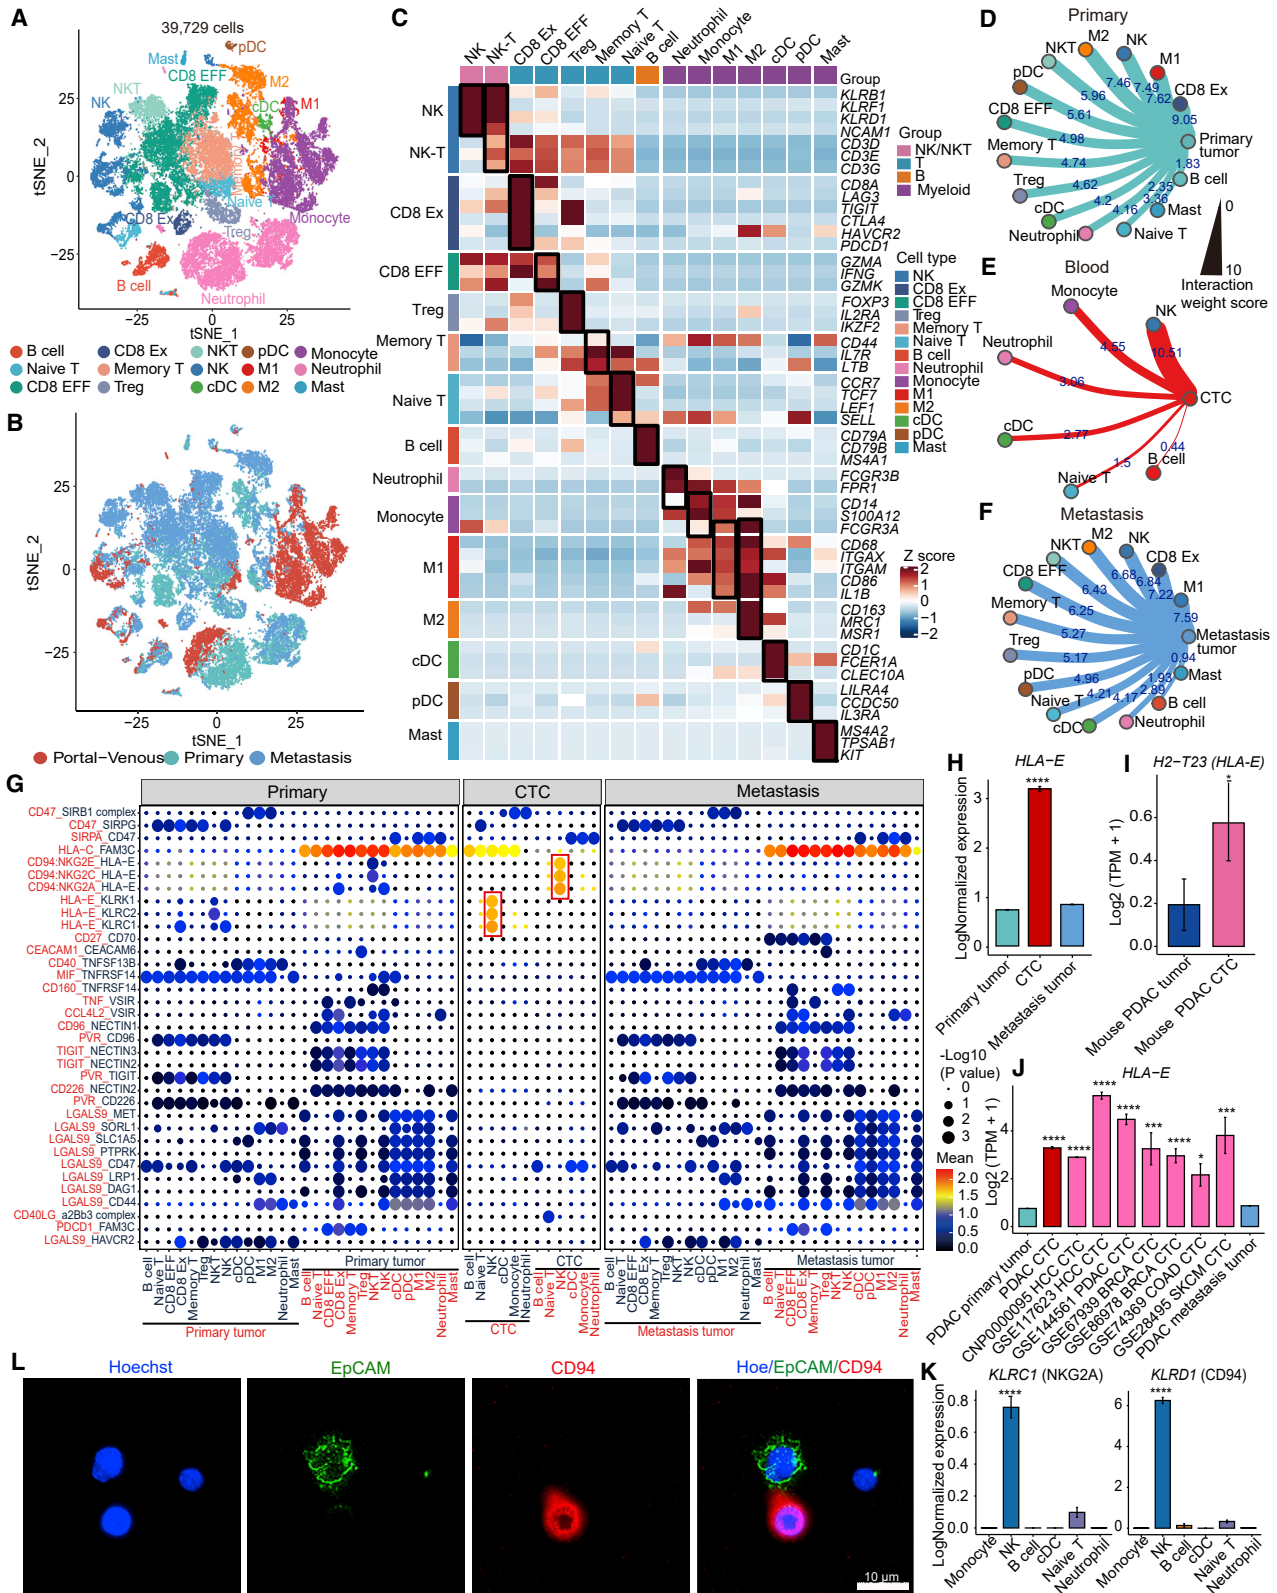 A
39,729 cells
tSNE_2
25
0
−25
−25
0
25
tSNE_1
pDC
Mast
CD8 EFF
M2
NKT
NK
cDC
M1
Naive T
CD8 Ex
Treg
Monocyte
B cell
Neutrophil
B cell
CD8 Ex
NKT
pDC
Monocyte
Naive T
Memory T
NK
M1
Neutrophil
CD8 EFF
Treg
cDC
M2
Mast
B
tSNE_2
25
0
−25
−25
0
25
tSNE_1
Portal−Venous
Primary
Metastasis
C
NK
NK-T
CD8 Ex
CD8 EFF
Treg
Memory T
Naive T
B cell
Neutrophil
Monocyte
M1
M2
cDC
pDC
Mast
Group
NK
NK-T
CD8 Ex
CD8 EFF
Treg
Memory T
Naive T
B cell
Neutrophil
Monocyte
M1
M2
cDC
pDC
Mast
KLRB1
KLRF1
KLRD1
NCAM1
CD3D
CD3E
CD3G
CD8A
LAG3
TIGIT
CTLA4
HAVCR2
PDCD1
GZMA
IFNG
GZMK
FOXP3
IL2RA
IKZF2
CD44
IL7R
LTB
CCR7
TCF7
LEF1
SELL
CD79A
CD79B
MS4A1
FCGR3B
FPR1
CD14
S100A12
FCGR3A
CD68
ITGAX
ITGAM
CD86
IL1B
CD163
MRC1
MSR1
CD1C
FCER1A
CLEC10A
LILRA4
CCDC50
IL3RA
MS4A2
TPSAB1
KIT
Group
NK/NKT
T
B
Myeloid
Cell type
NK
CD8 Ex
CD8 EFF
Treg
Memory T
Naive T
B cell
Neutrophil
Monocyte
M1
M2
cDC
pDC
Mast
Z score
2
1
0
−1
−2
D
Primary
M2
NK
NKT
M1
pDC
CD8 Ex
CD8 EFF
Primary
tumor
Memory T
B cell
Treg
Mast
cDC
Naive T
Neutrophil
7.46
7.49
7.62
5.96
9.05
5.61
4.98
4.74
1.83
4.62
2.35
3.36
4.2
4.16
0
10
Interaction
weight score
E
Blood
Monocyte
NK
Neutrophil
CTC
cDC
B cell
Naive T
4.55
10.51
3.06
2.77
0.44
1.5
F
Metastasis
M2
NK
NKT
CD8 Ex
CD8 EFF
M1
Memory T
Metastasis
tumor
Treg
Mast
pDC
B cell
Naive T
Neutrophil
cDC
6.68
6.84
6.43
7.22
6.25
7.59
5.27
5.17
0.94
4.96
1.93
4.21
4.17
2.89
G
Primary
CTC
Metastasis
CD47_SIRB1 complex
CD47_SIRPG
SIRPA_CD47
HLA−C_FAM3C
CD94:NKG2E_HLA−E
CD94:NKG2C_HLA−E
CD94:NKG2A_HLA−E
HLA−E_KLRK1
HLA−E_KLRC2
HLA−E_KLRC1
CD27_CD70
CEACAM1_CEACAM6
CD40_TNFSF13B
MIF_TNFRSF14
CD160_TNFRSF14
TNF_VSIR
CCL4L2_VSIR
CD96_NECTIN1
PVR_CD96
TIGIT_NECTIN3
TIGIT_NECTIN2
PVR_TIGIT
CD226_NECTIN2
PVR_CD226
LGALS9_MET
LGALS9_SORL1
LGALS9_SLC1A5
LGALS9_PTPRK
LGALS9_CD47
LGALS9_LRP1
LGALS9_DAG1
LGALS9_CD44
CD40LG_a2Bb3 complex
PDCD1_FAM3C
LGALS9_HAVCR2
B cell
Naive T
CD8 EFF
CD8 Ex
Memory T
Treg
NKT
NK
cDC
pDC
M1
M2
Neutrophil
Mast
Primary tumor
Primary tumor
B cell
Naive T
CD8 EFF
CD8 Ex
Memory T
Treg
NKT
NK
cDC
pDC
M1
M2
Neutrophil
Mast
B cell
Naive T
NK
cDC
Monocyte
Neutrophil
CTC
CTC
B cell
Naive T
NK
cDC
Monocyte
Neutrophil
B cell
Naive T
Memory T
CD8 EFF
CD8 Ex
Treg
NKT
NK
cDC
pDC
M1
M2
Neutrophil
Mast
Metastasis tumor
Metastasis tumor
B cell
Naive T
CD8 EFF
CD8 Ex
Memory T
Treg
NKT
NK
cDC
pDC
M1
M2
Neutrophil
Mast
-Log10
(P value)
0
1
2
3
Mean
2.0
1.5
1.0
0.5
0.0
H
HLA−E
LogNormalized expression
3
2
1
0
****
Primary tumor
CTC
Metastasis tumor
I
H2−T23 (HLA-E)
Log2 (TPM + 1)
0.6
0.4
0.2
0.0
*
Mouse PDAC tumor
Mouse PDAC CTC
J
HLA−E
Log2 (TPM + 1)
4
2
0
****
****
****
****
***
****
*
***
PDAC primary tumor
PDAC CTC
CNP0000095 HCC CTC
GSE117623 HCC CTC
GSE144561 PDAC CTC
GSE67939 BRCA CTC
GSE86978 BRCA CTC
GSE74369 COAD CTC
GSE28495 SKCM CTC
PDAC metastasis tumor
K
KLRC1 (NKG2A)
LogNormalized expression
0.8
0.6
0.4
0.2
0.0
****
Monocyte
NK
B cell
cDC
Naive T
Neutrophil
KLRD1 (CD94)
6
4
2
0
****
Monocyte
NK
B cell
cDC
Naive T
Neutrophil
L
Hoechst
EpCAM
CD94
Hoe/EpCAM/CD94
10 μm